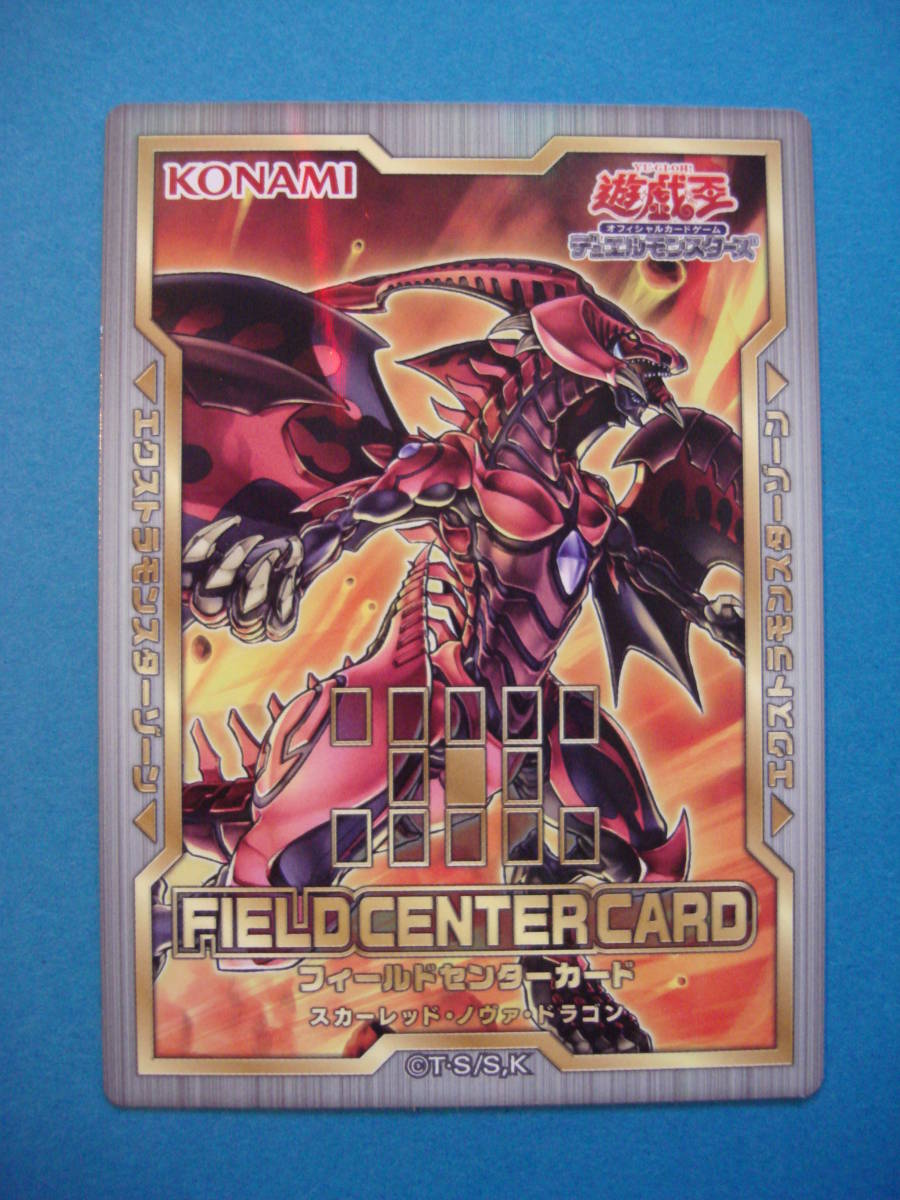 KONAMI
YU-GI-OH!
遊戯王
オフィシャルカードゲーム
デュエルモンスターズ
エクストラモンスターゾーン
エクストラモンスターゾーン
FIELD CENTER CARD
フィールドセンターカード
スカーレッド・ノヴァ・ドラゴン
©T·S/S,K